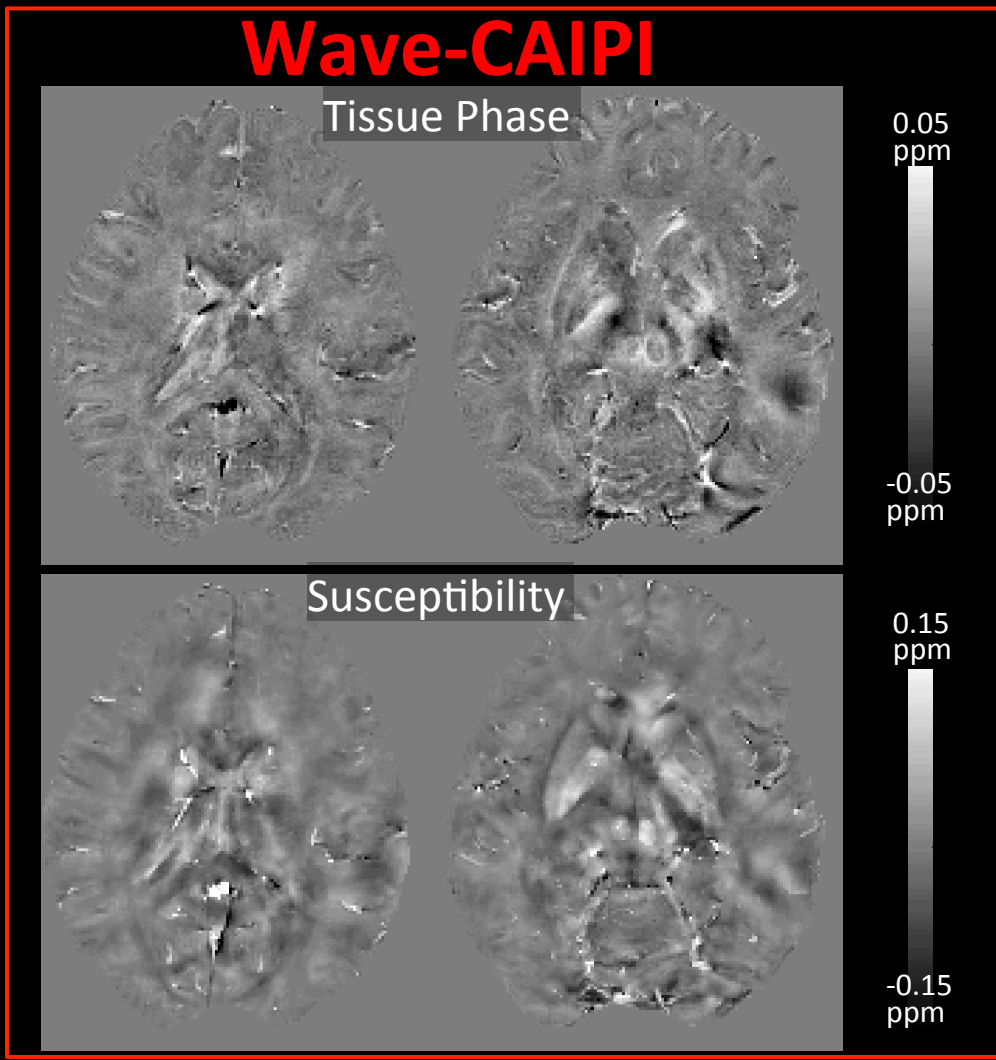 Wave-CAIPI
Tissue Phase
0.05
ppm
-0.05
ppm
Susceptibility
0.15
ppm
-0.15
ppm